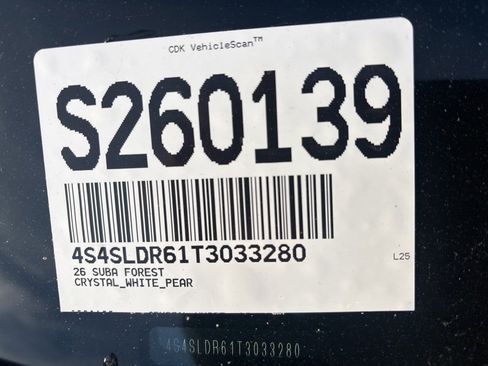 CDK VehicleScan™
S260139
4S4SLDR61T3033280
L25
26 SUBA FOREST
CRYSTAL_WHITE_PEAR
4S4SLDR61T3033280